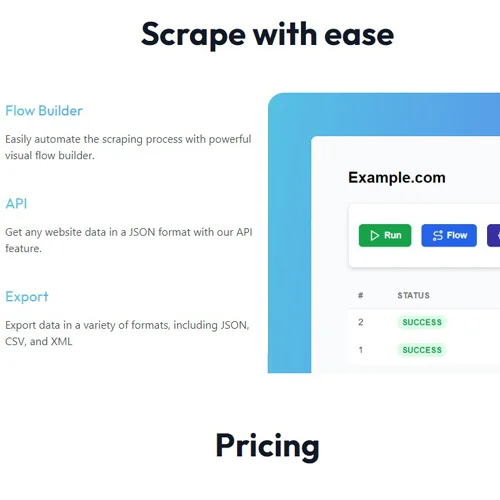 Scrape with ease
Flow Builder
Easily automate the scraping process with powerful
visual flow builder.
API
Get any website data in a JSON format with our API
feature.
Export
Export data in a variety of formats, including JSON,
CSV, and XML
Example.com
Run Flow
# STATUS
2 SUCCESS
1 SUCCESS
Pricing